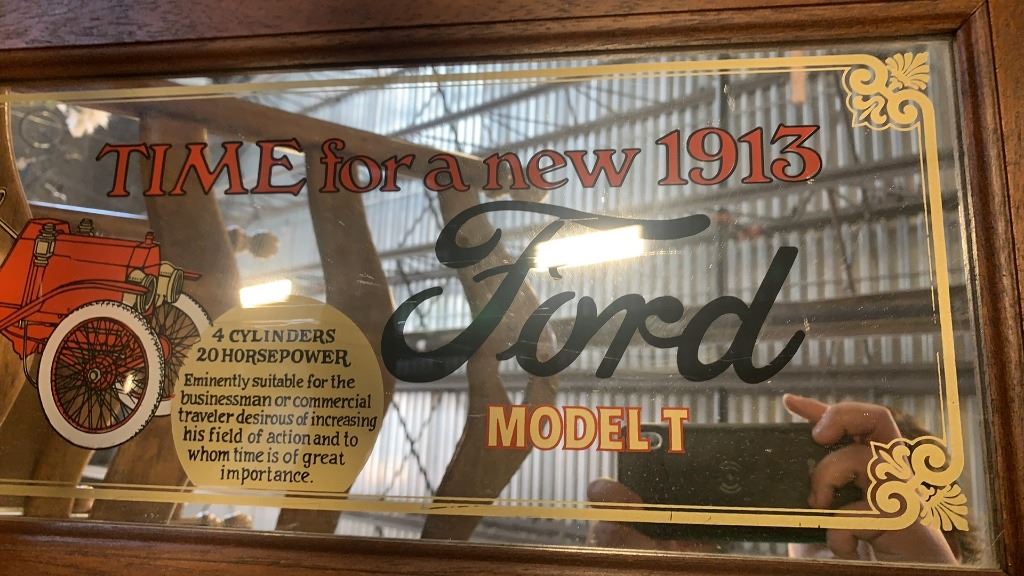 TIME for a new 1913
Ford
MODEL T
4 CYLINDERS
20 HORSEPOWER
Eminently suitable for the
businessman or commercial
traveler desirous of increasing
his field of action and to
whom time is of great
importance.